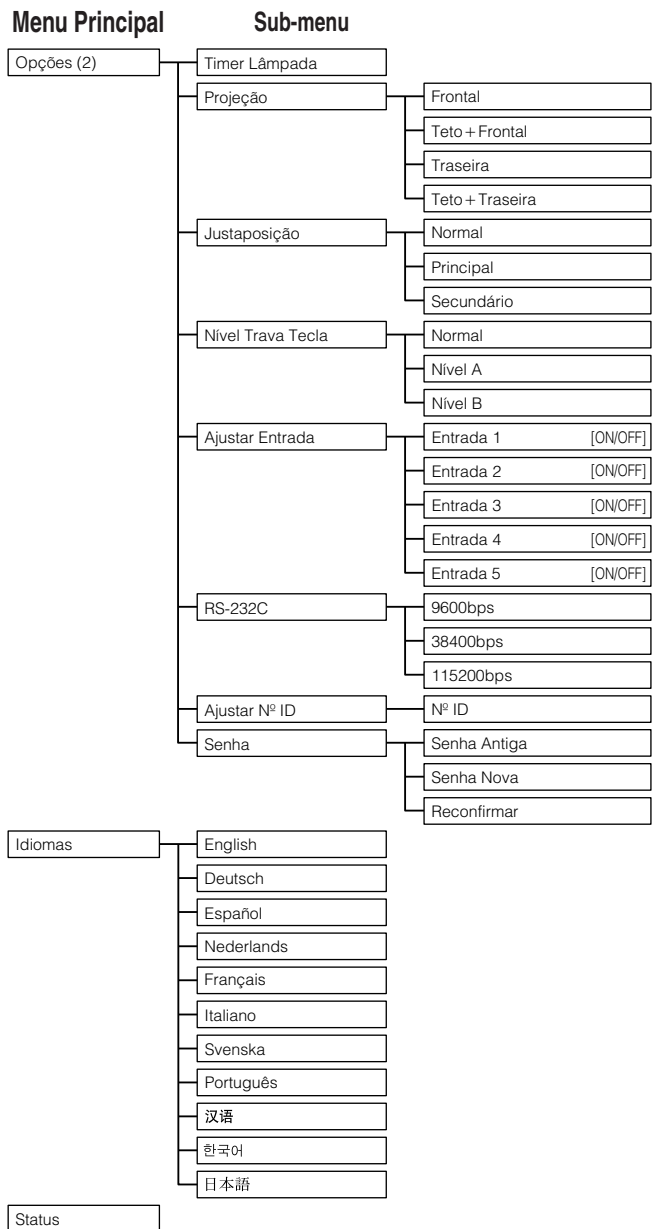 Menu Principal Sub-menu
Opções (2) Timer Lâmpada
Projeção Frontal
Teto+Frontal
Traseira
Teto+Traseira
Justaposição Normal
Principal
Secundário
Nível Trava Tecla Normal
Nível A
Nível B
Ajustar Entrada Entrada 1 [ON/OFF]
Entrada 2 [ON/OFF]
Entrada 3 [ON/OFF]
Entrada 4 [ON/OFF]
Entrada 5 [ON/OFF]
RS-232C 9600bps
38400bps
115200bps
Ajustar Nº ID Nº ID
Senha Senha Antiga
Senha Nova
Reconfirmar
Idiomas English
Deutsch
Español
Nederlands
Français
Italiano
Svenska
Português
汉语
한국어
日本語
Status